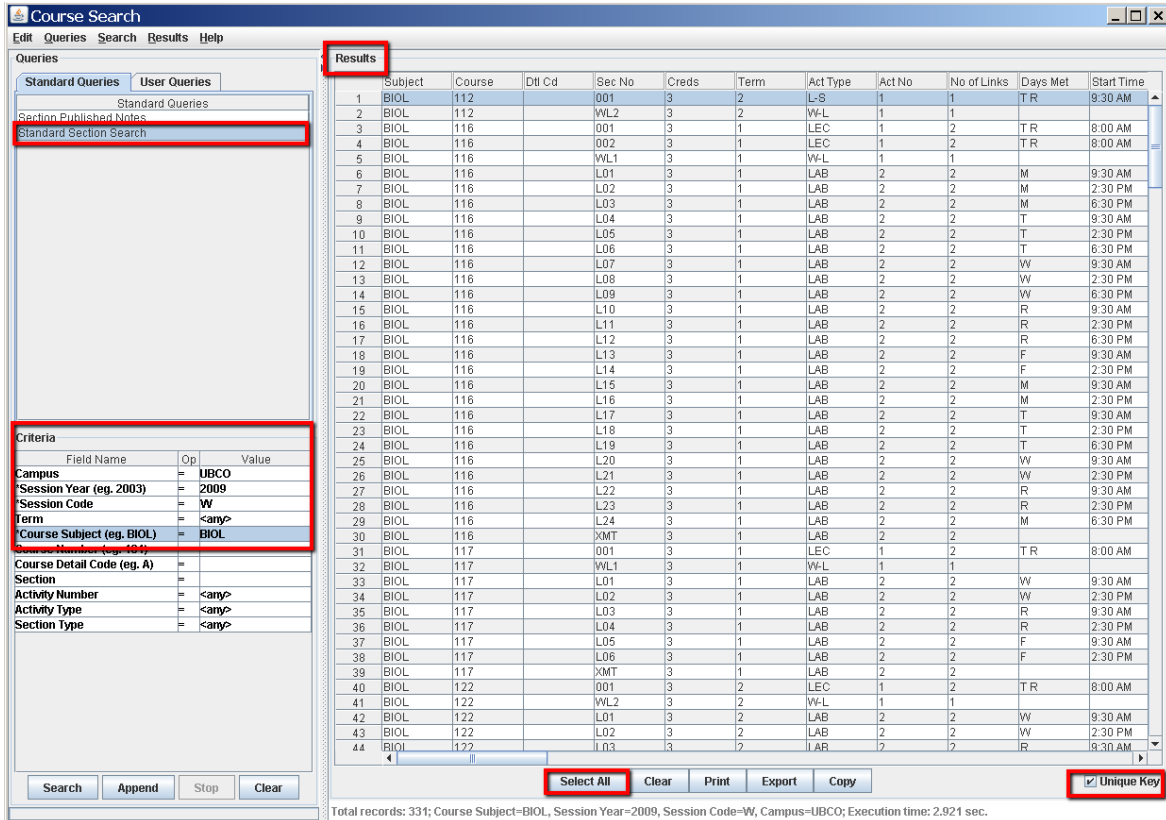 Course Search
Edit Queries Search Results Help
Queries
Standard Queries User Queries
Standard Queries
Section Published Notes
Standard Section Search
Criteria
Field Name Op Value
Campus = UBCO
*Session Year (eg. 2003) = 2009
*Session Code = W
Term = <any>
*Course Subject (eg. BIOL) = BIOL
Course Number (eg. 101) =
Course Detail Code (eg. A) =
Section =
Activity Number = <any>
Activity Type = <any>
Section Type = <any>
Search Append Stop Clear
Results
Subject Course Dtl Cd Sec No Creds Term Act Type Act No No of Links Days Met Start Time
1 BIOL 112 001 3 2 L-S 1 1 T R 9:30 AM
2 BIOL 112 WL2 3 2 W-L 1 1
3 BIOL 116 001 3 1 LEC 1 2 T R 8:00 AM
4 BIOL 116 002 3 1 LEC 1 2 T R 8:00 AM
5 BIOL 116 WL1 3 1 W-L 1 1
6 BIOL 116 L01 3 1 LAB 2 2 M 9:30 AM
7 BIOL 116 L02 3 1 LAB 2 2 M 2:30 PM
8 BIOL 116 L03 3 1 LAB 2 2 M 6:30 PM
9 BIOL 116 L04 3 1 LAB 2 2 T 9:30 AM
10 BIOL 116 L05 3 1 LAB 2 2 T 2:30 PM
11 BIOL 116 L06 3 1 LAB 2 2 T 6:30 PM
12 BIOL 116 L07 3 1 LAB 2 2 W 9:30 AM
13 BIOL 116 L08 3 1 LAB 2 2 W 2:30 PM
14 BIOL 116 L09 3 1 LAB 2 2 W 6:30 PM
15 BIOL 116 L10 3 1 LAB 2 2 R 9:30 AM
16 BIOL 116 L11 3 1 LAB 2 2 R 2:30 PM
17 BIOL 116 L12 3 1 LAB 2 2 R 6:30 PM
18 BIOL 116 L13 3 1 LAB 2 2 F 9:30 AM
19 BIOL 116 L14 3 1 LAB 2 2 F 2:30 PM
20 BIOL 116 L15 3 1 LAB 2 2 M 9:30 AM
21 BIOL 116 L16 3 1 LAB 2 2 M 2:30 PM
22 BIOL 116 L17 3 1 LAB 2 2 T 9:30 AM
23 BIOL 116 L18 3 1 LAB 2 2 T 2:30 PM
24 BIOL 116 L19 3 1 LAB 2 2 T 6:30 PM
25 BIOL 116 L20 3 1 LAB 2 2 W 9:30 AM
26 BIOL 116 L21 3 1 LAB 2 2 W 2:30 PM
27 BIOL 116 L22 3 1 LAB 2 2 R 9:30 AM
28 BIOL 116 L23 3 1 LAB 2 2 R 2:30 PM
29 BIOL 116 L24 3 1 LAB 2 2 M 6:30 PM
30 BIOL 116 XMT 3 1 LAB 2 2
31 BIOL 117 001 3 1 LEC 1 2 T R 8:00 AM
32 BIOL 117 WL1 3 1 W-L 1 1
33 BIOL 117 L01 3 1 LAB 2 2 W 9:30 AM
34 BIOL 117 L02 3 1 LAB 2 2 W 2:30 PM
35 BIOL 117 L03 3 1 LAB 2 2 R 9:30 AM
36 BIOL 117 L04 3 1 LAB 2 2 R 2:30 PM
37 BIOL 117 L05 3 1 LAB 2 2 F 9:30 AM
38 BIOL 117 L06 3 1 LAB 2 2 F 2:30 PM
39 BIOL 117 XMT 3 1 LAB 2 2
40 BIOL 122 001 3 2 LEC 1 2 T R 8:00 AM
41 BIOL 122 WL2 3 2 W-L 1 1
42 BIOL 122 L01 3 2 LAB 2 2 W 9:30 AM
43 BIOL 122 L02 3 2 LAB 2 2 W 2:30 PM
44 BIOL 122 L03 3 2 LAB 2 2 R 9:30 AM
Select All Clear Print Export Copy Unique Key
Total records: 331; Course Subject=BIOL, Session Year=2009, Session Code=W, Campus=UBCO; Execution time: 2.921 sec.